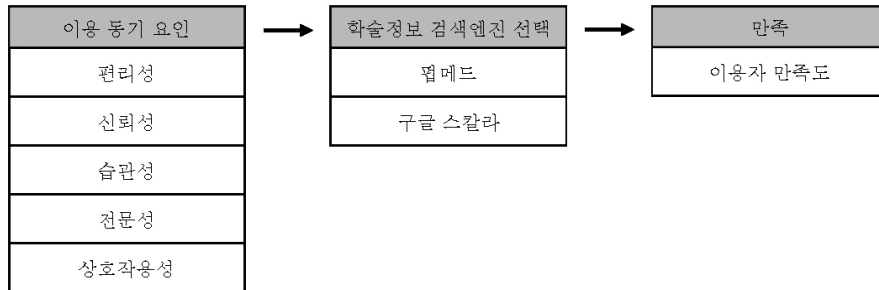 이용 동기 요인
편리성
신뢰성
습관성
전문성
상호작용성
학술정보 검색엔진 선택
펍메드
구글 스칼라
만족
이용자 만족도